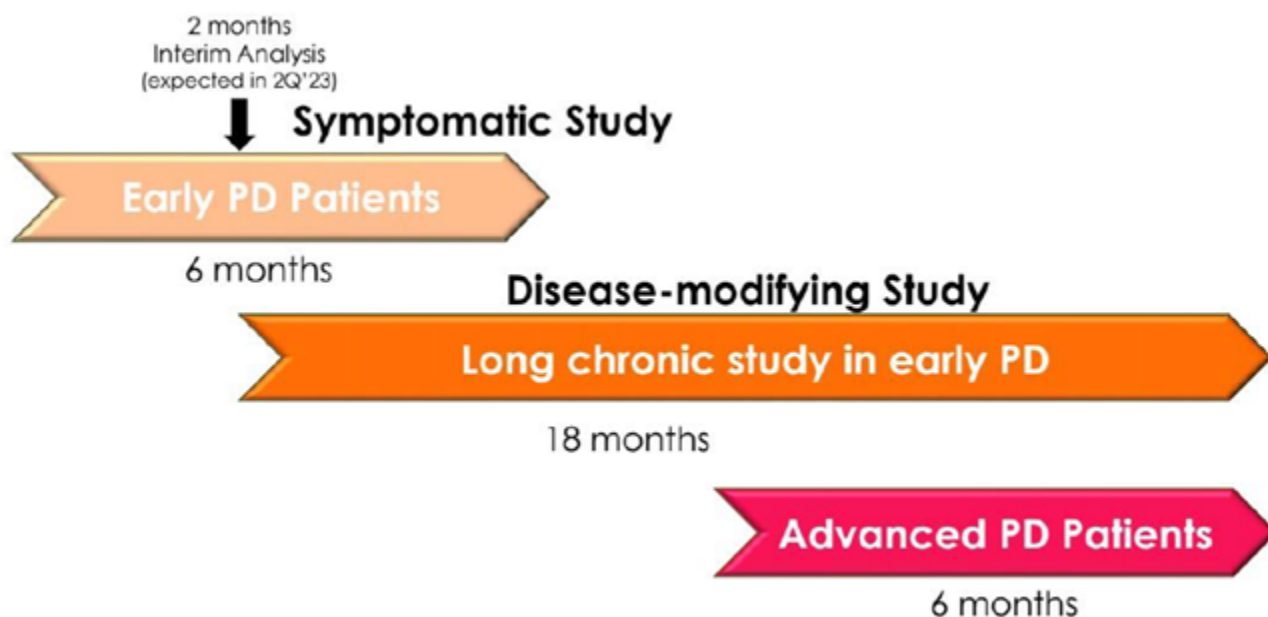 2 months
Interim Analysis
(expected in 2Q'23)
Symptomatic Study
Early PD Patients
6 months
Disease-modifying Study
Long chronic study in early PD
18 months
Advanced PD Patients
6 months